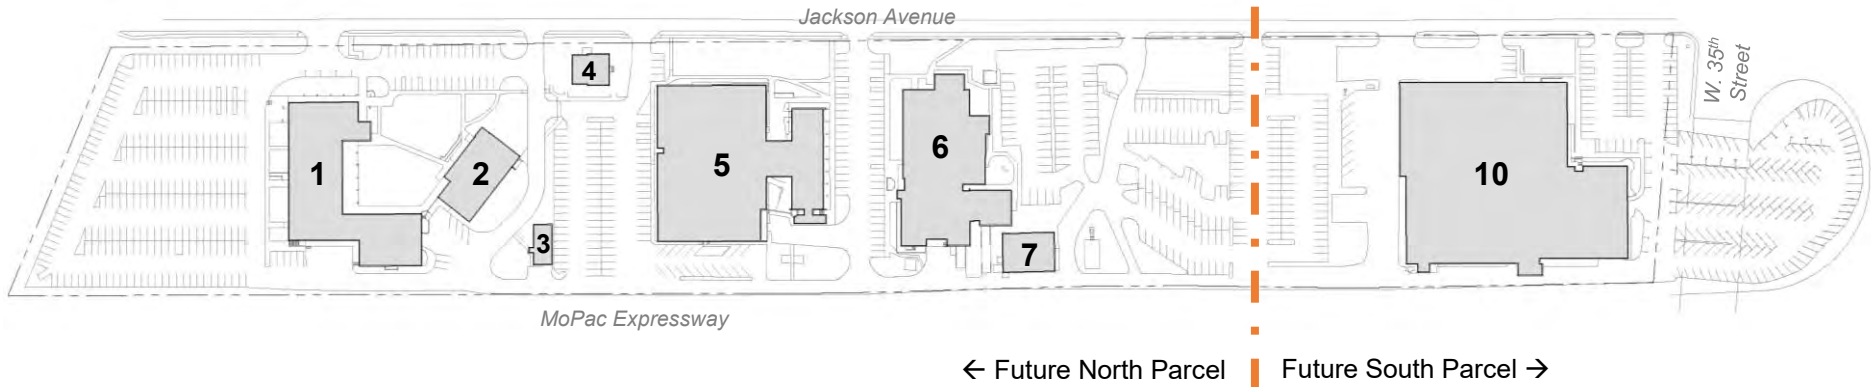 Jackson Avenue
W. 35th
Street
4
1
2
3
5
6
7
10
MoPac Expressway
← Future North Parcel
Future South Parcel →